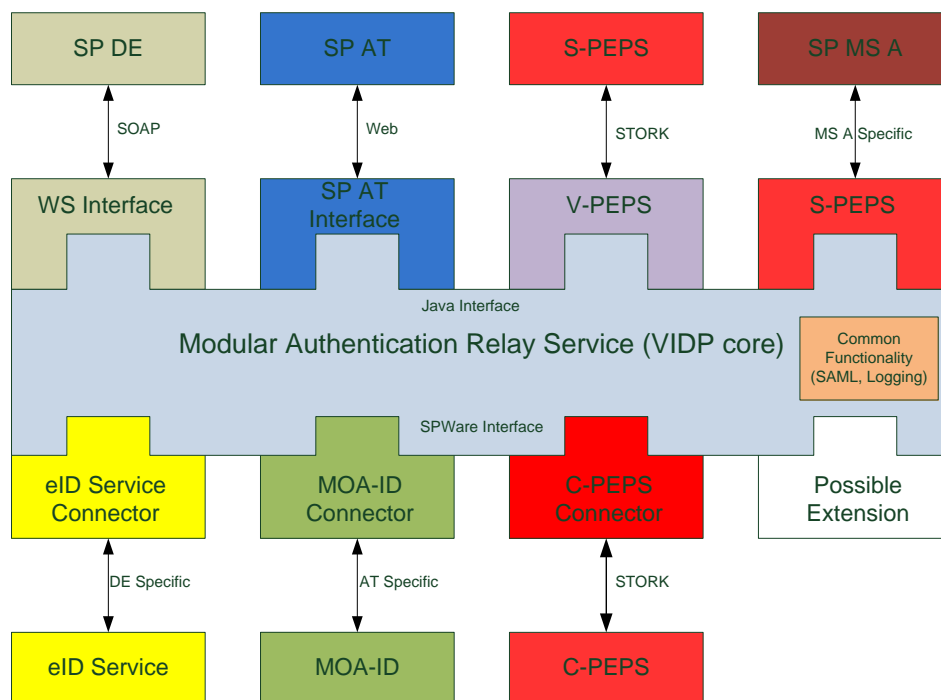 SP DE
SP AT
S-PEPS
SP MS A
SOAP
Web
STORK
MS A Specific
WS Interface
SP AT
Interface
V-PEPS
S-PEPS
Java Interface
Modular Authentication Relay Service (VIDP core)
Common
Functionality
(SAML, Logging)
SPWare Interface
eID Service
Connector
MOA-ID
Connector
C-PEPS
Connector
Possible
Extension
DE Specific
AT Specific
STORK
eID Service
MOA-ID
C-PEPS